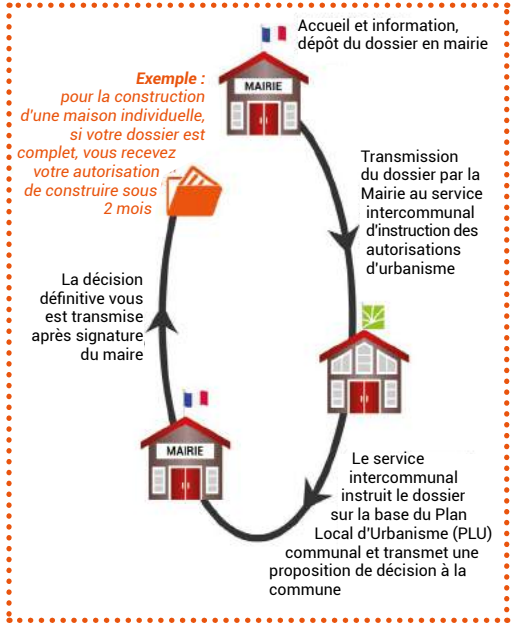 Accueil et information,
dépôt du dossier en mairie
MAIRIE
Exemple :
pour la construction
d'une maison individuelle,
si votre dossier est
complet, vous recevez
votre autorisation
de construire sous
2 mois
Transmission
du dossier par la
Mairie au service
intercommunal
d'instruction des
autorisations
d'urbanisme
La décision
définitive vous
est transmise
après signature
du maire
MAIRIE
Le service
intercommunal
instruit le dossier
sur la base du Plan
Local d'Urbanisme (PLU)
communal et transmet une
proposition de décision à la
commune